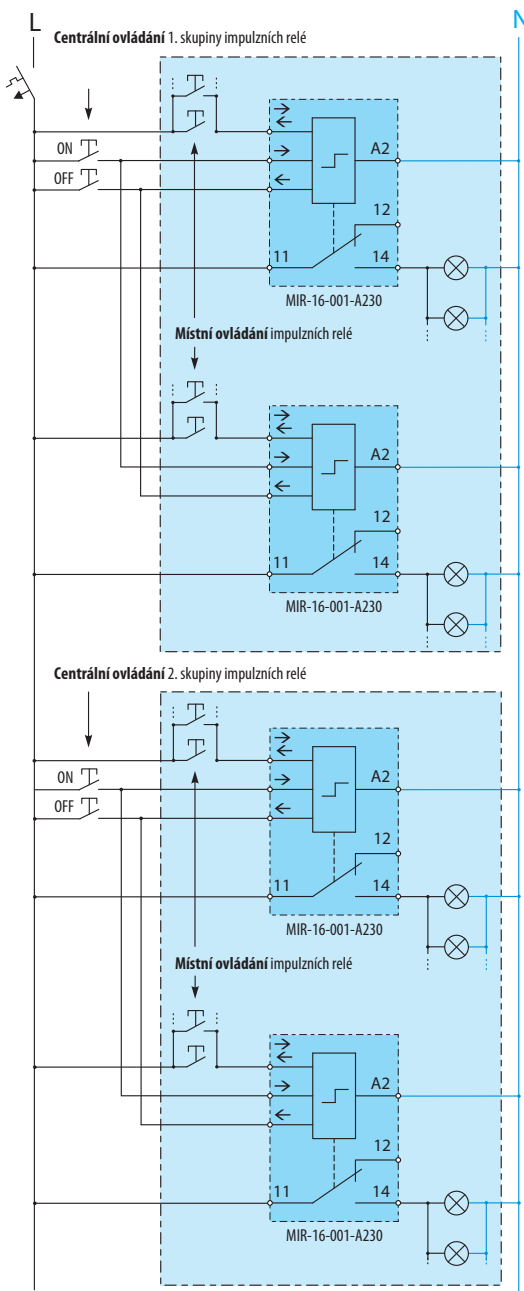 L
N
Centrální ovládání 1. skupiny impulzních relé
ON
OFF
A2
12
11
14
MIR-16-001-A230
Místní ovládání impulzních relé
A2
12
11
14
MIR-16-001-A230
Centrální ovládání 2. skupiny impulzních relé
ON
OFF
A2
12
11
14
MIR-16-001-A230
Místní ovládání impulzních relé
A2
12
11
14
MIR-16-001-A230